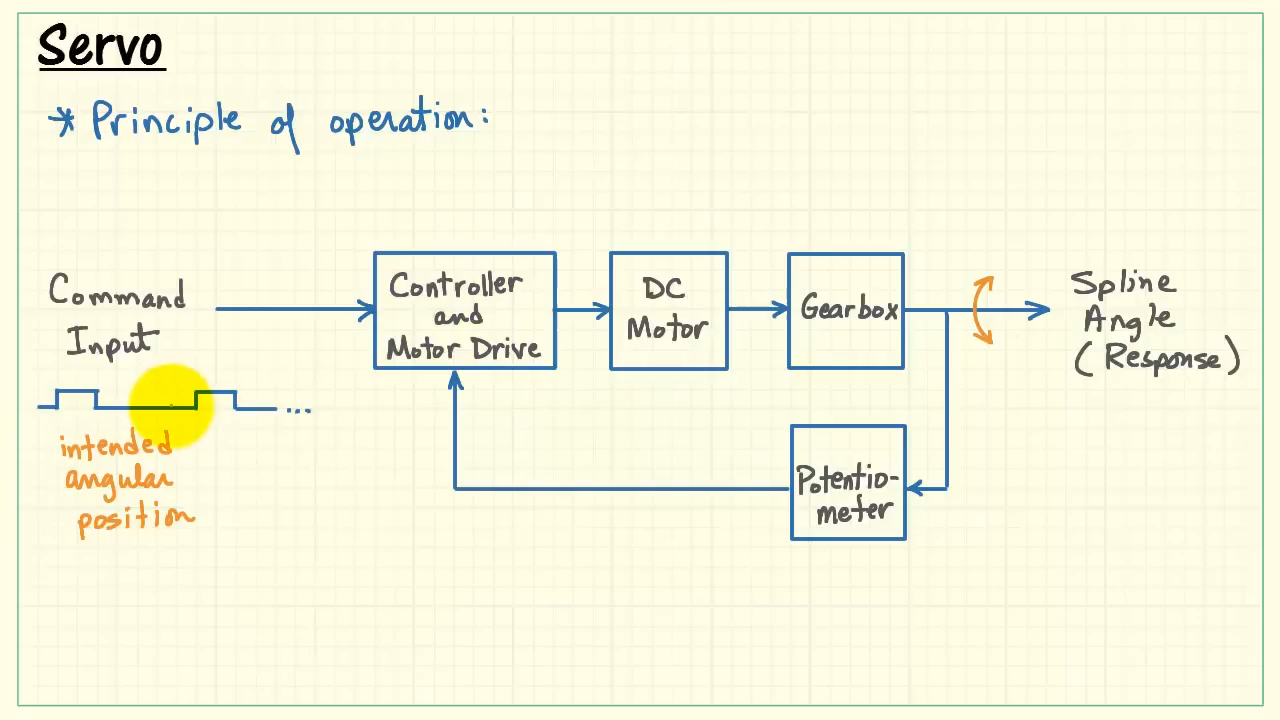 Servo
* Principle of operation:
Command
Input
intended
angular
position
Controller
and
Motor Drive
DC
Motor
Gearbox
Spline
Angle
(Response)
Potentio-
meter
...